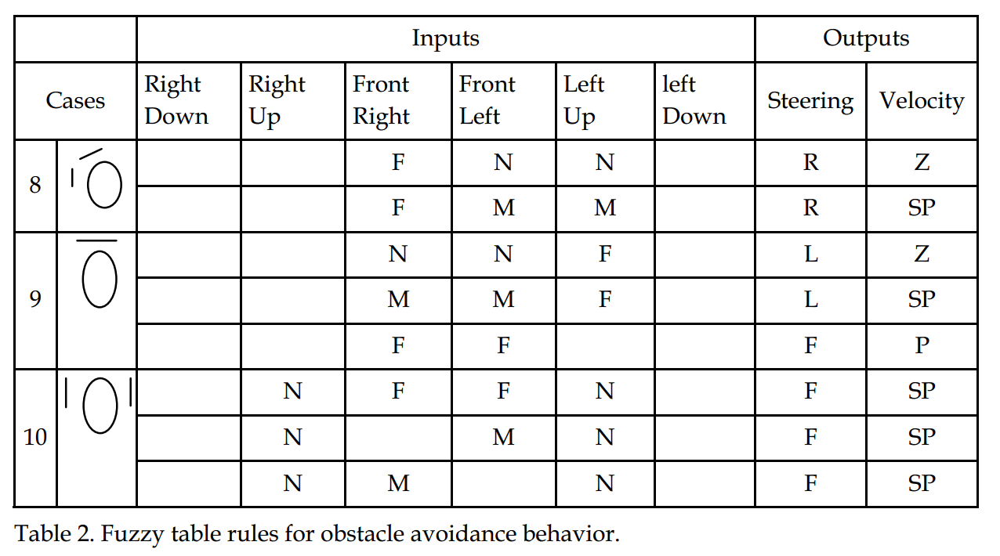 Inputs Outputs
Cases Right Down Right Up Front Right Front Left Left Up left Down Steering Velocity
8 F N N R Z
F M M R SP
9 N N F L Z
M M F L SP
F F F P
10 N F F N F SP
N M N F SP
N M N F SP
Table 2. Fuzzy table rules for obstacle avoidance behavior.